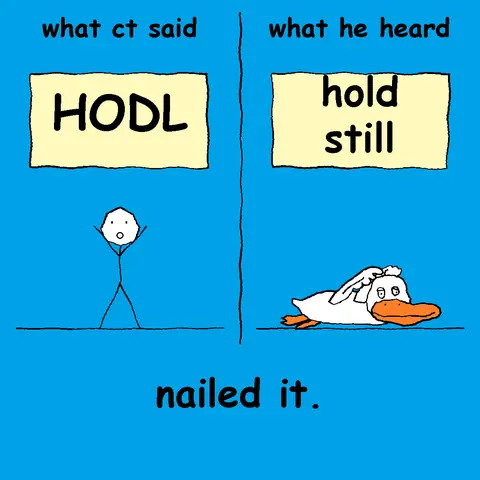 what ct said
HODL
what he heard
hold
still
nailed it.